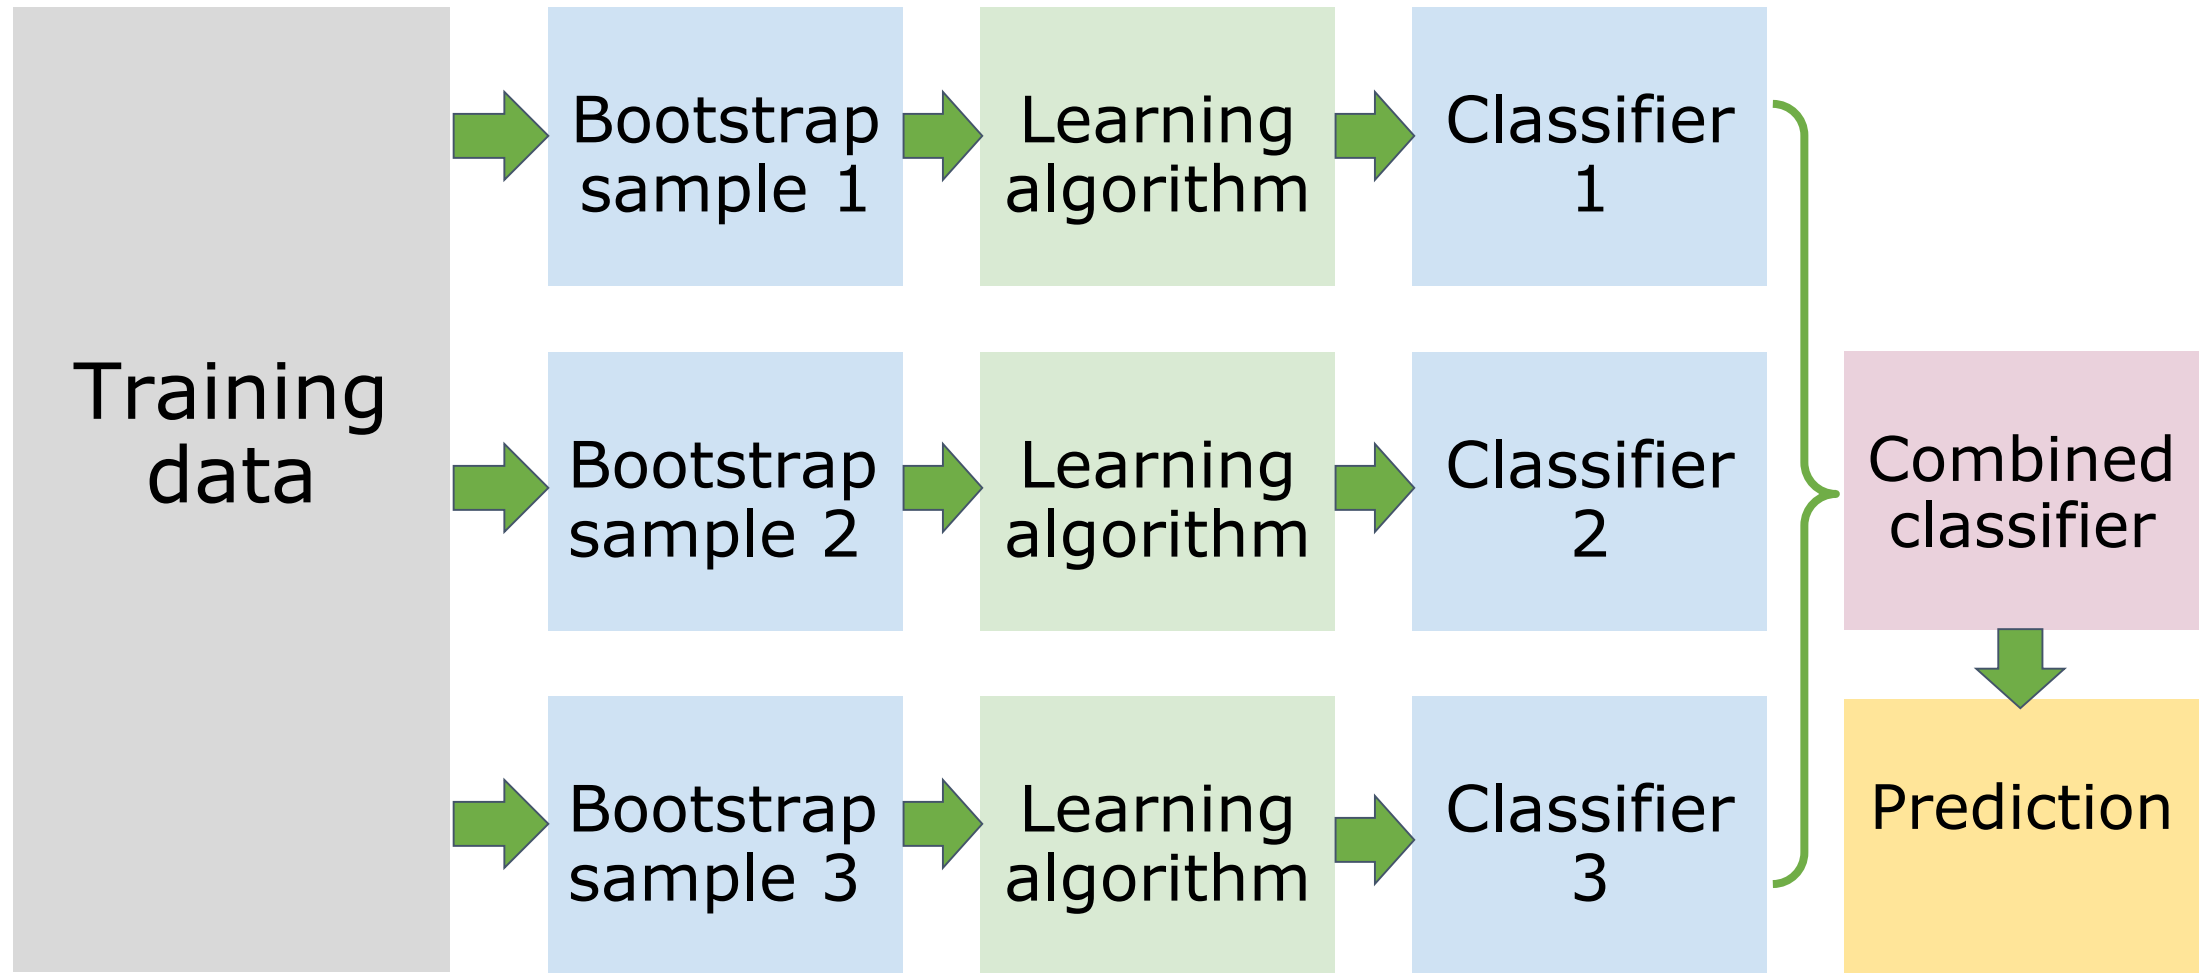 Training
data
Bootstrap
sample 1
Learning
algorithm
Classifier
1
Bootstrap
sample 2
Learning
algorithm
Classifier
2
Bootstrap
sample 3
Learning
algorithm
Classifier
3
Combined
classifier
Prediction